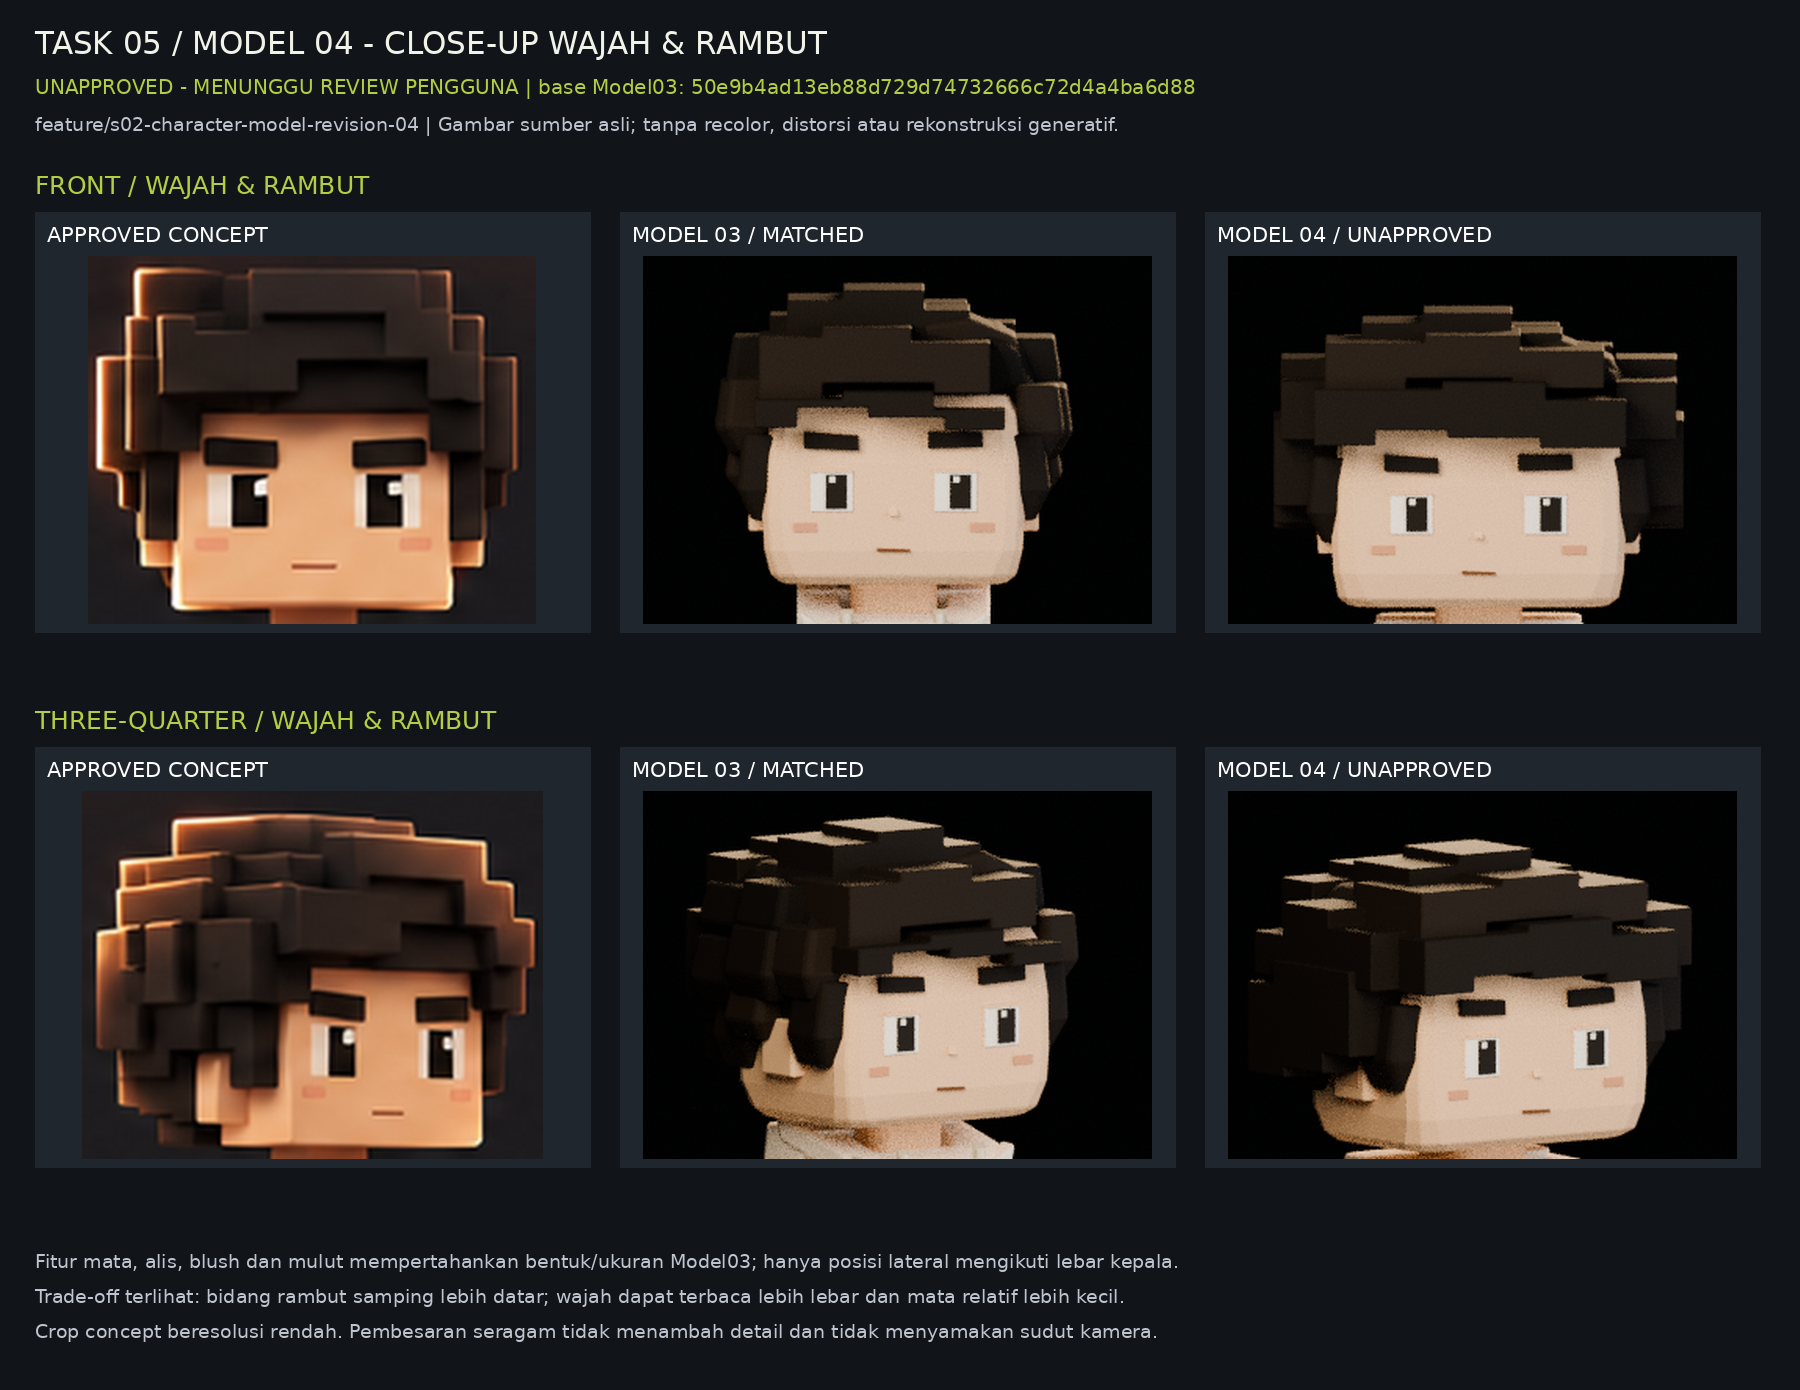 TASK 05 / MODEL 04 - CLOSE-UP WAJAH & RAMBUT
UNAPPROVED - MENUNGGU REVIEW PENGGUNA | base Model03: 50e9b4ad13eb88d729d74732666c72d4a4ba6d88
feature/s02-character-model-revision-04 | Gambar sumber asli; tanpa recolor, distorsi atau rekonstruksi generatif.
FRONT / WAJAH & RAMBUT
APPROVED CONCEPT
MODEL 03 / MATCHED
MODEL 04 / UNAPPROVED
THREE-QUARTER / WAJAH & RAMBUT
APPROVED CONCEPT
MODEL 03 / MATCHED
MODEL 04 / UNAPPROVED
Fitur mata, alis, blush dan mulut mempertahankan bentuk/ukuran Model03; hanya posisi lateral mengikuti lebar kepala.
Trade-off terlihat: bidang rambut samping lebih datar; wajah dapat terbaca lebih lebar dan mata relatif lebih kecil.
Crop concept beresolusi rendah. Pembesaran seragam tidak menambah detail dan tidak menyamakan sudut kamera.